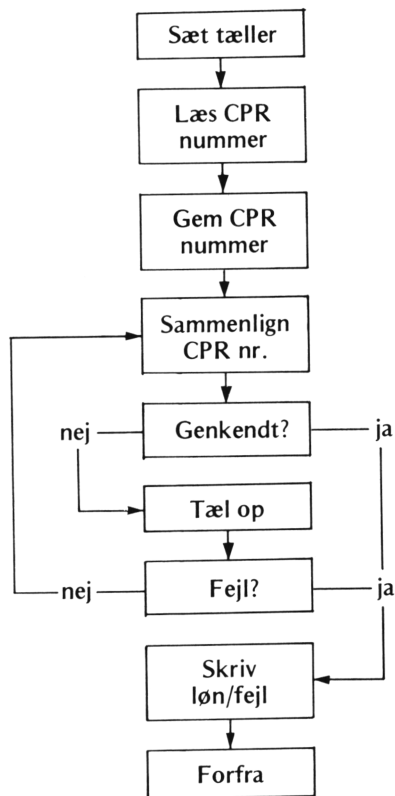 Sæt tæller
Læs CPR
nummer
Gem CPR
nummer
Sammenlign
CPR nr.
nej
Genkendt?
ja
Tæl op
nej
Fejl?
ja
Skriv
løn/fejl
Forfra